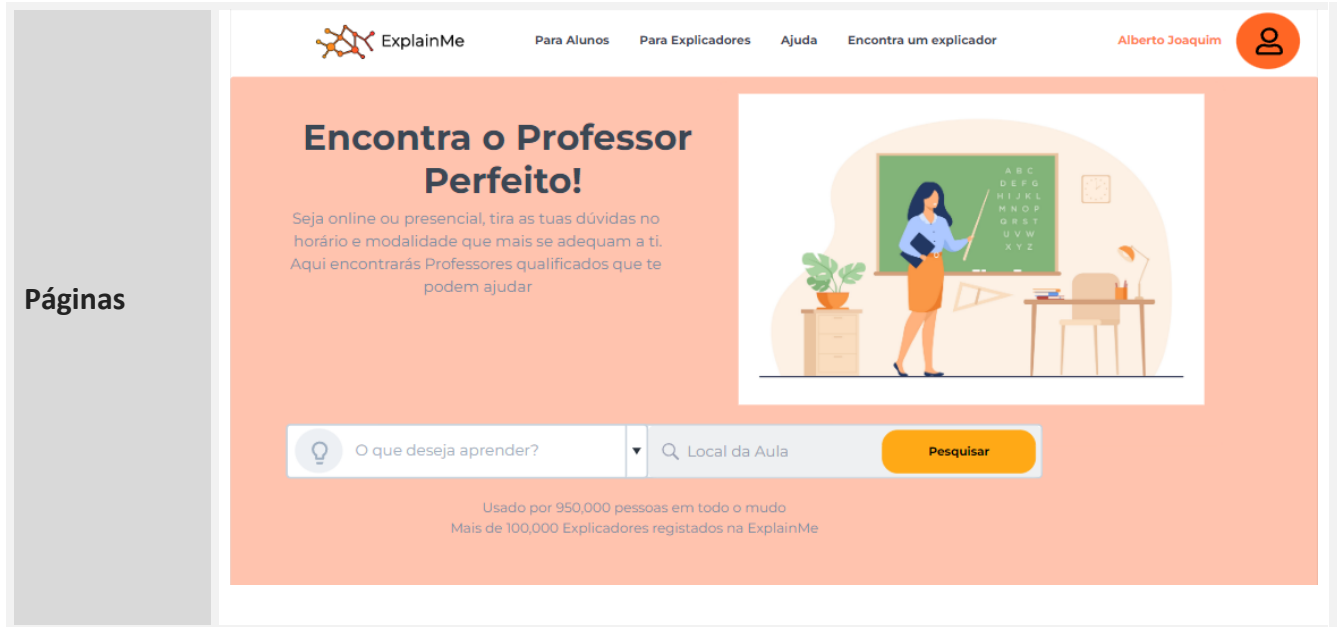 Páginas
ExplainMe
Para Alunos
Para Explicadores
Ajuda
Encontra um explicador
Alberto Joaquim
Encontra o Professor
Perfeito!
Seja online ou presencial, tira as tuas dúvidas no
horário e modalidade que mais se adequam a ti.
Aqui encontrarás Professores qualificados que te
podem ajudar
A B C
D E F G
H I J K L
M N O P
Q R S T
U V W
X Y Z
O que deseja aprender?
Local da Aula
Pesquisar
Usado por 950,000 pessoas em todo o mudo
Mais de 100,000 Explicadores registados na ExplainMe